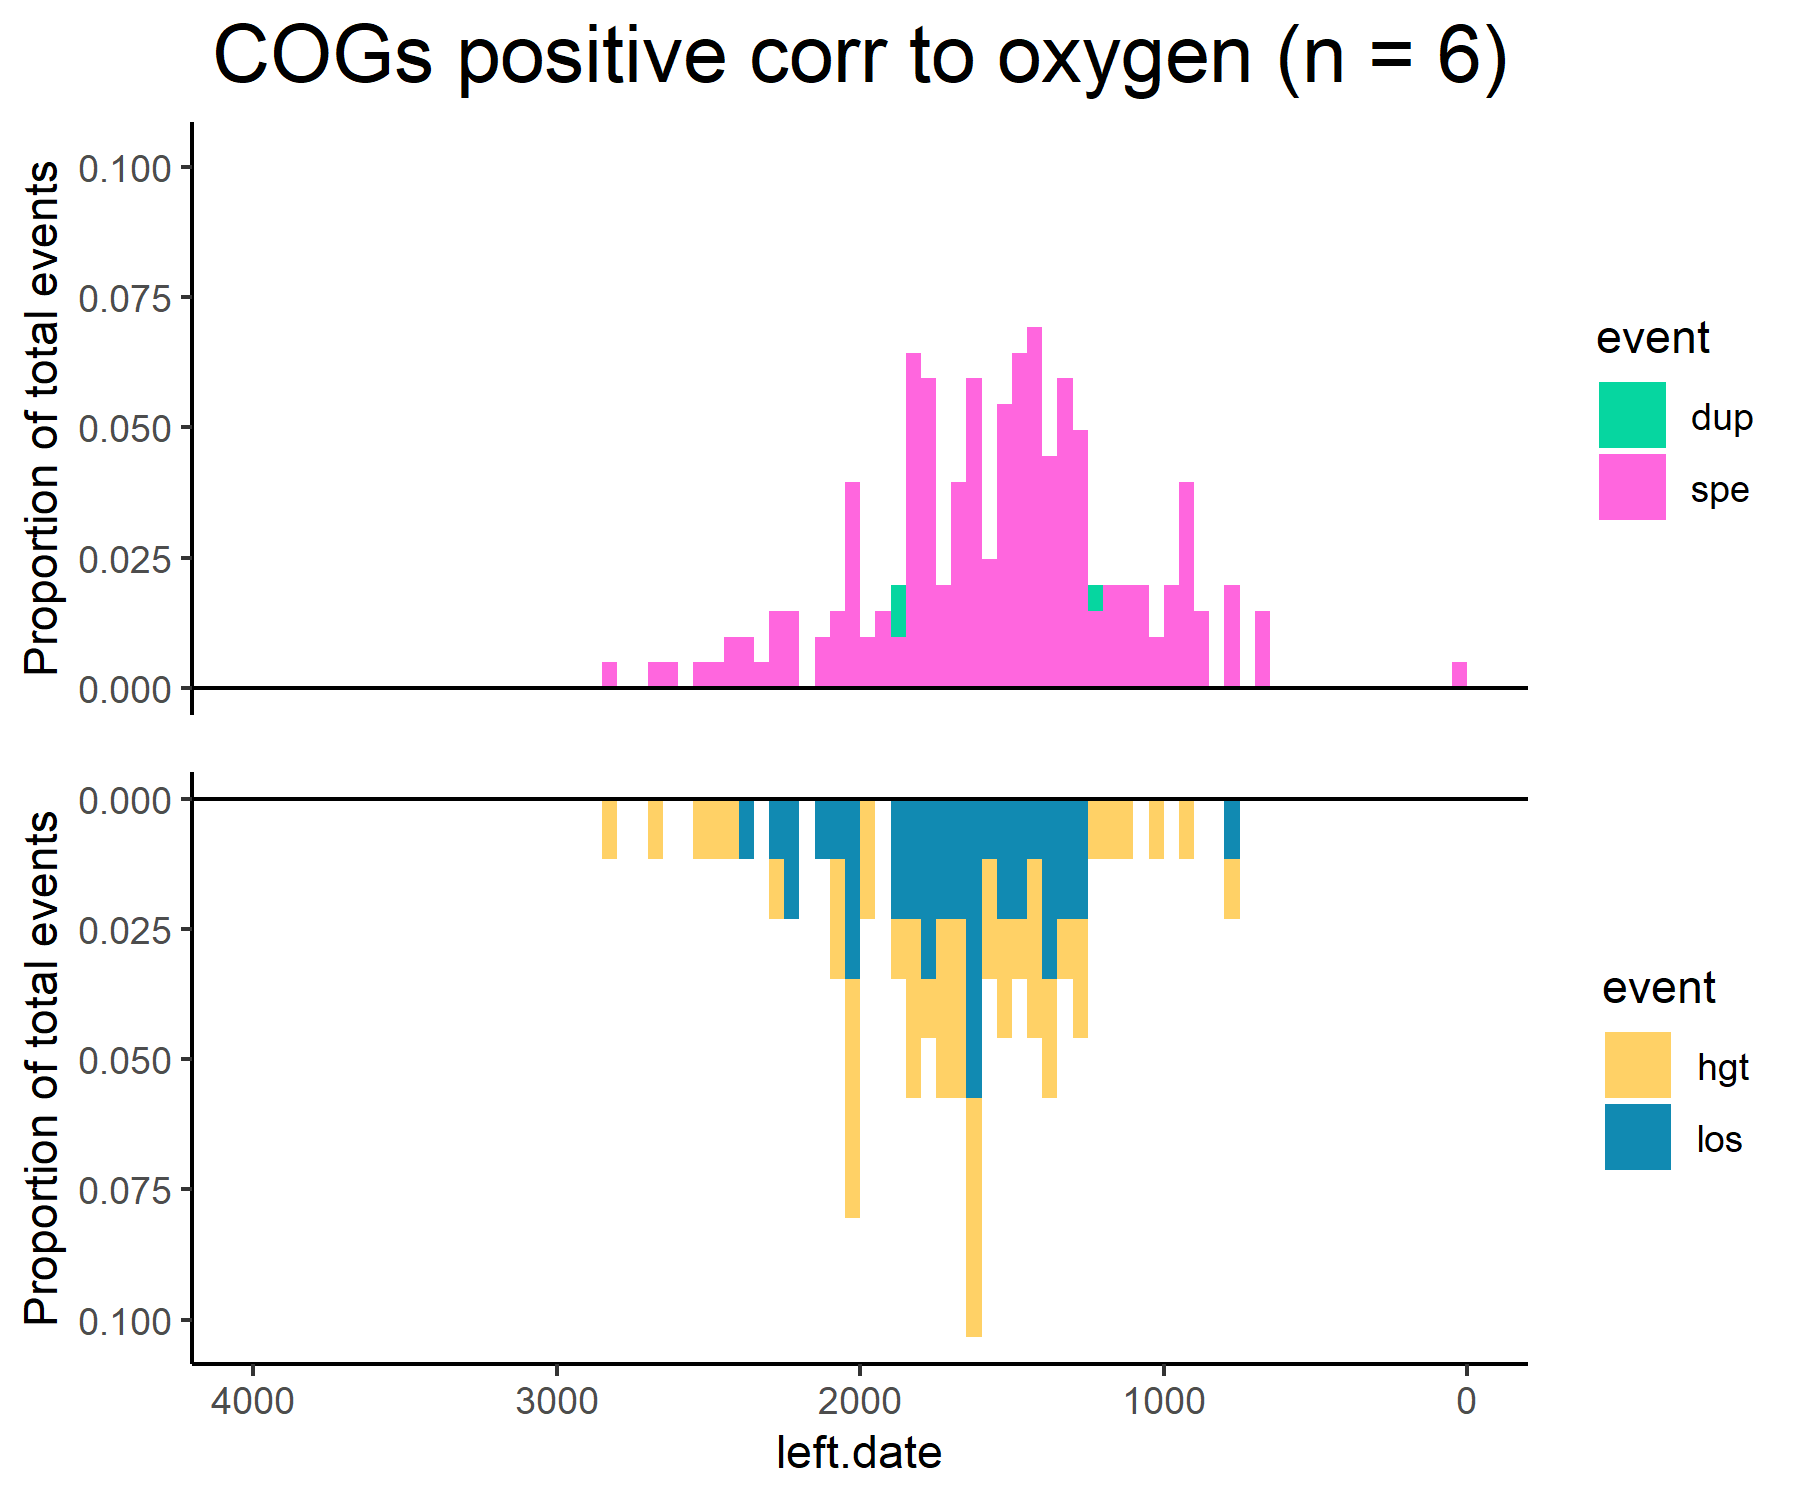 COGs positive corr to oxygen (n = 6)
Proportion of total events
0.100
0.075
0.050
0.025
0.000
event
dup
spe
Proportion of total events
0.000
0.025
0.050
0.075
0.100
event
hgt
los
4000 3000 2000 1000 0
left.date